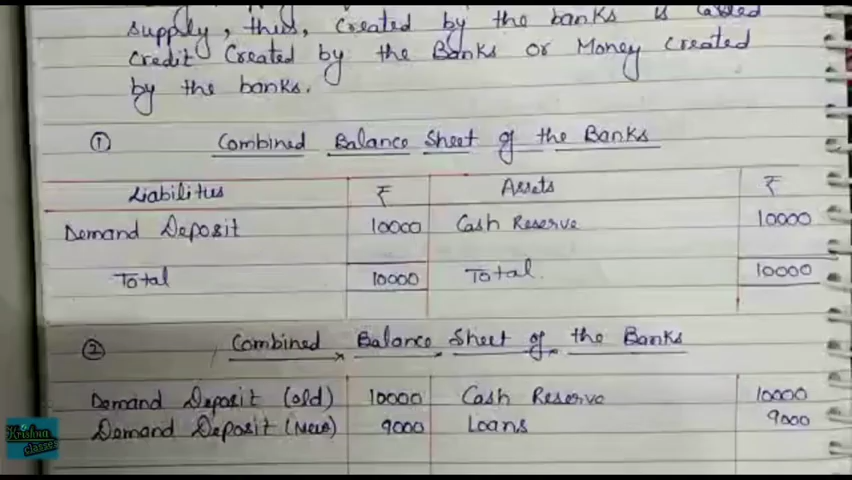 supply, this, created by the banks is called
Credit Created by the Banks or Money created
by the banks.
① Combined Balance Sheet of the Banks
Liabilities ₹ Assets ₹
Demand Deposit 10000 Cash Reserve 10000
Total 10000 Total 10000
② Combined Balance Sheet of the Banks
Demand Deposit (old) 10000 Cash Reserve 10000
Demand Deposit (New) 9000 Loans 9000
Krishna
classes